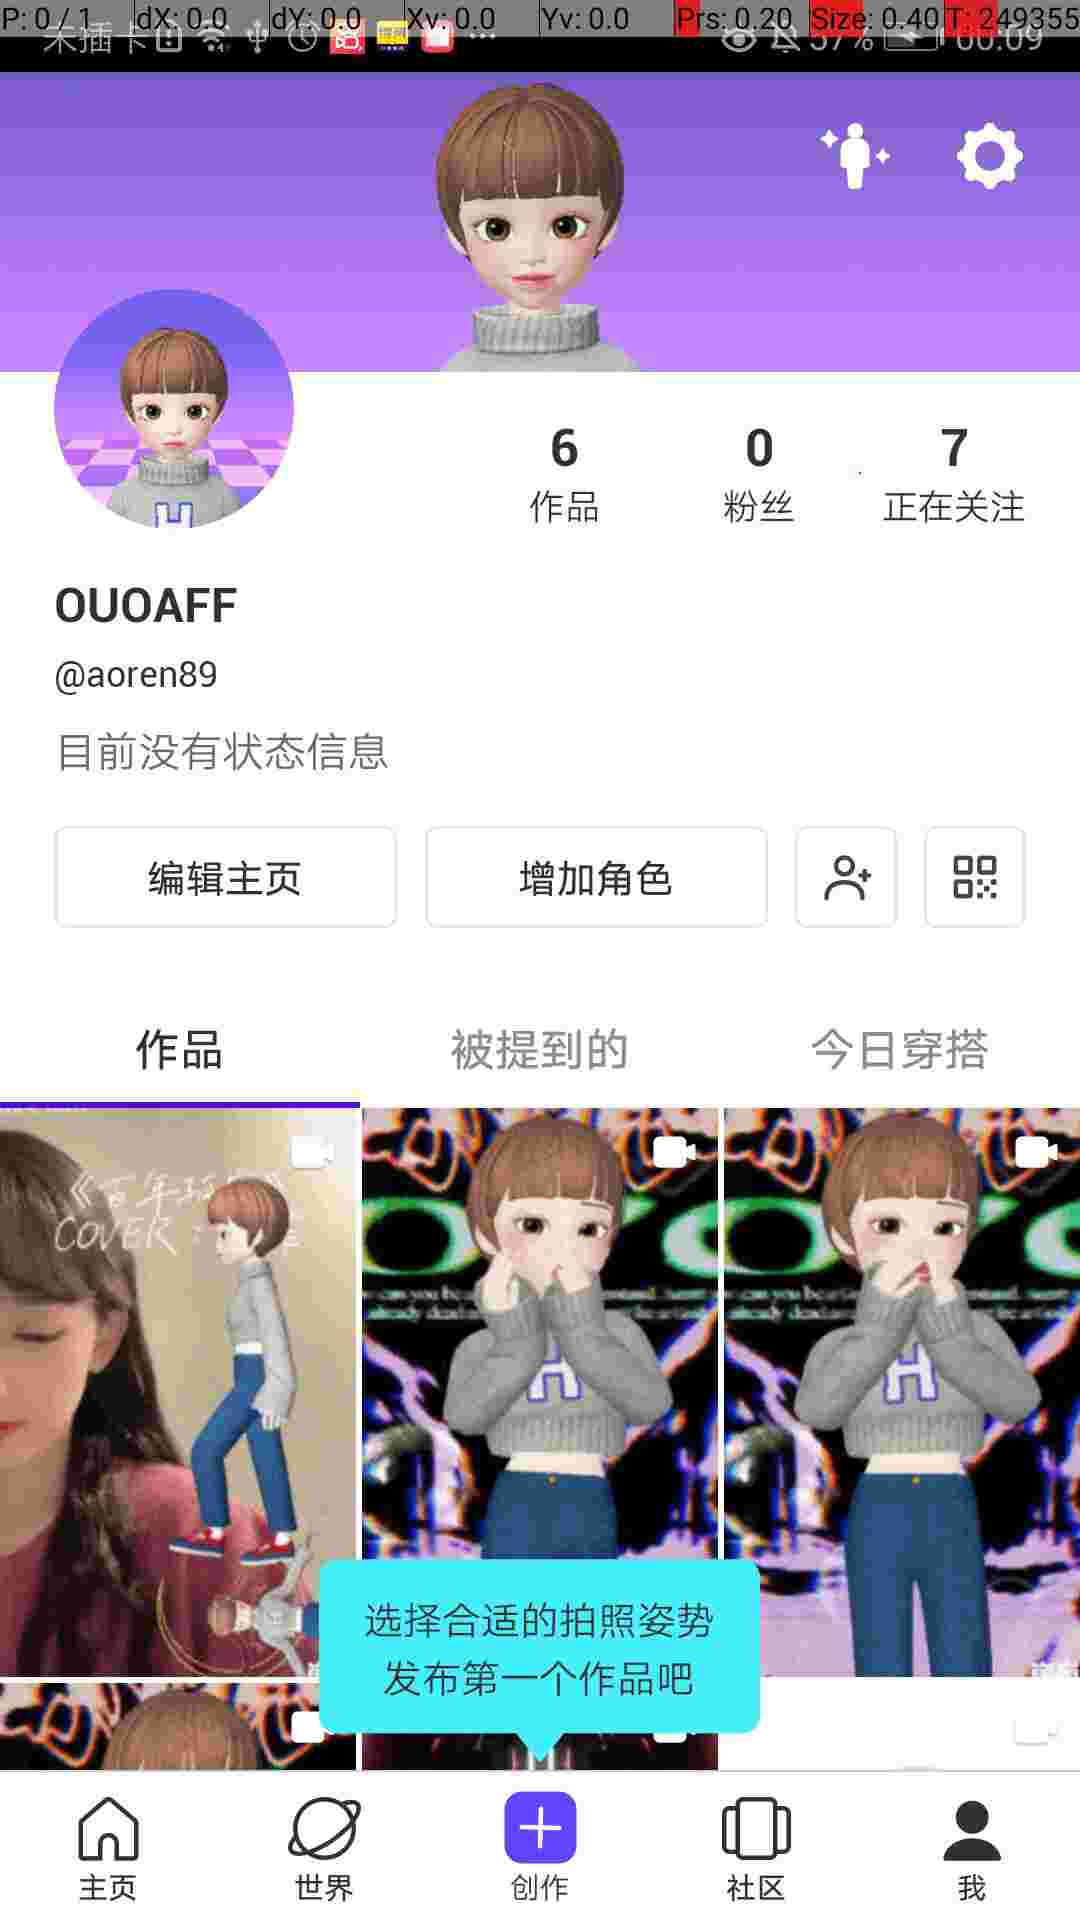 P: 0 / 1 dX: 0.0 dY: 0.0 Xv: 0.0 Yv: 0.0 Prs: 0.20 Size: 0.40 T: 249355
未插卡 57% 00:09
6 0 7
作品 粉丝 正在关注
OUOAFF
@aoren89
目前没有状态信息
编辑主页 增加角色
作品 被提到的 今日穿搭
COVER
H
H
选择合适的拍照姿势
发布第一个作品吧
主页 世界 创作 社区 我